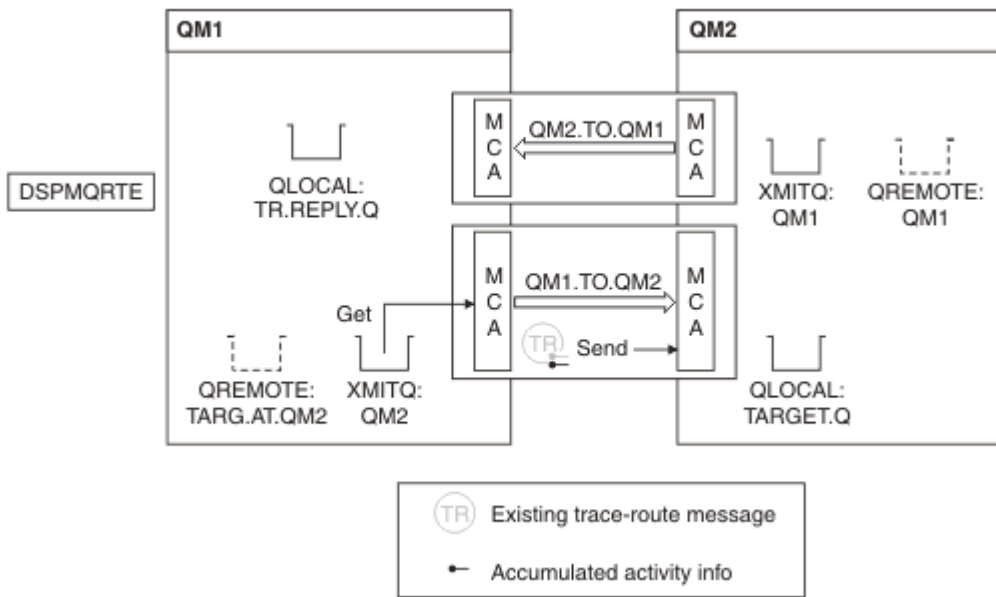 QM1
QM2
DSPMQRTE
QLOCAL:
TR.REPLY.Q
M
C
A
QM2.TO.QM1
M
C
A
XMITQ:
QM1
QREMOTE:
QM1
Get
M
C
A
QM1.TO.QM2
TR
Send
M
C
A
QREMOTE:
TARG.AT.QM2
XMITQ:
QM2
QLOCAL:
TARGET.Q
TR
Existing trace-route message
Accumulated activity info